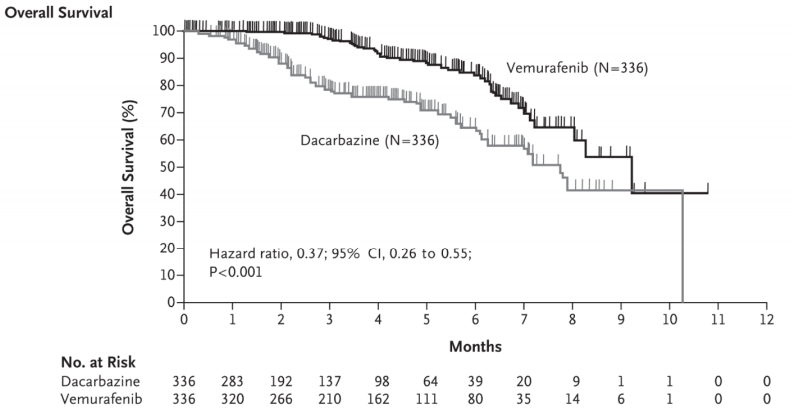 Overall Survival
Overall Survival (%)
100
90
80
70
60
50
40
30
20
10
0
Vemurafenib (N=336)
Dacarbazine (N=336)
Hazard ratio, 0.37; 95% CI, 0.26 to 0.55;
P<0.001
0 1 2 3 4 5 6 7 8 9 10 11 12
Months
No. at Risk
Dacarbazine 336 283 192 137 98 64 39 20 9 1 1 0 0
Vemurafenib 336 320 266 210 162 111 80 35 14 6 1 0 0